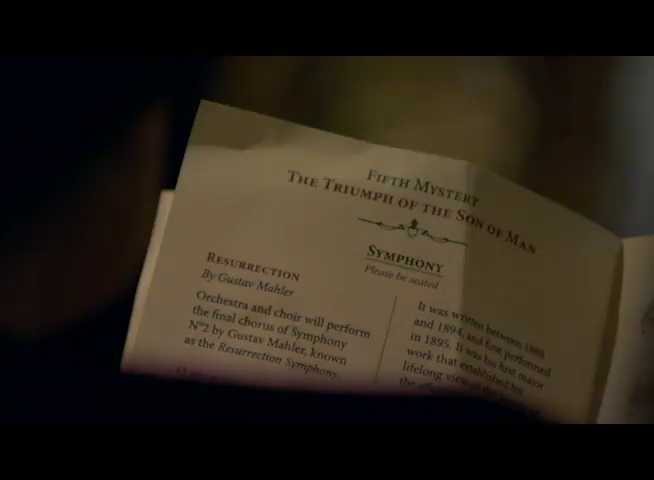 FIFTH MYSTERY
THE TRIUMPH OF THE SON OF MAN
SYMPHONY
Please be seated
RESURRECTION
By Gustav Mahler
Orchestra and choir will perform
the final chorus of Symphony
Nº2 by Gustav Mahler, known
as the Resurrection Symphony.
It was written between 1888
and 1894, and first performed
in 1895. It was his first major
work that established his
lifelong view of the